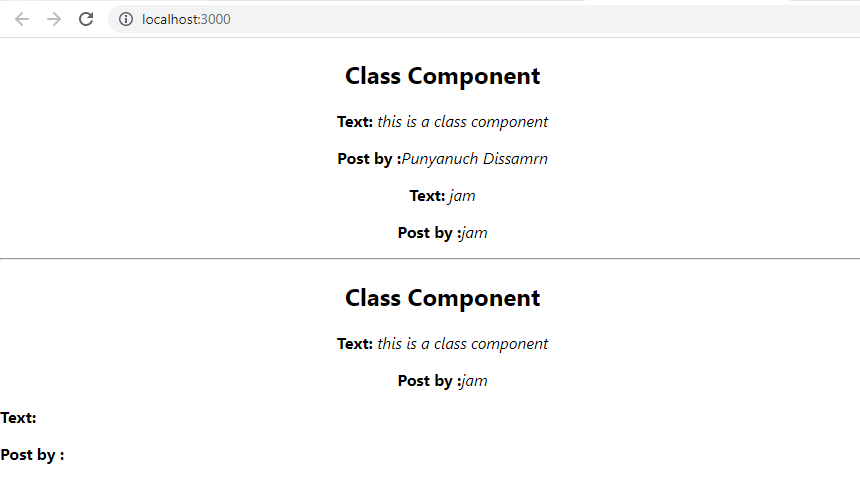 localhost:3000
Class Component
Text: this is a class component
Post by :Punyanuch Dissamrn
Text: jam
Post by :jam
Class Component
Text: this is a class component
Post by :jam
Text:
Post by :